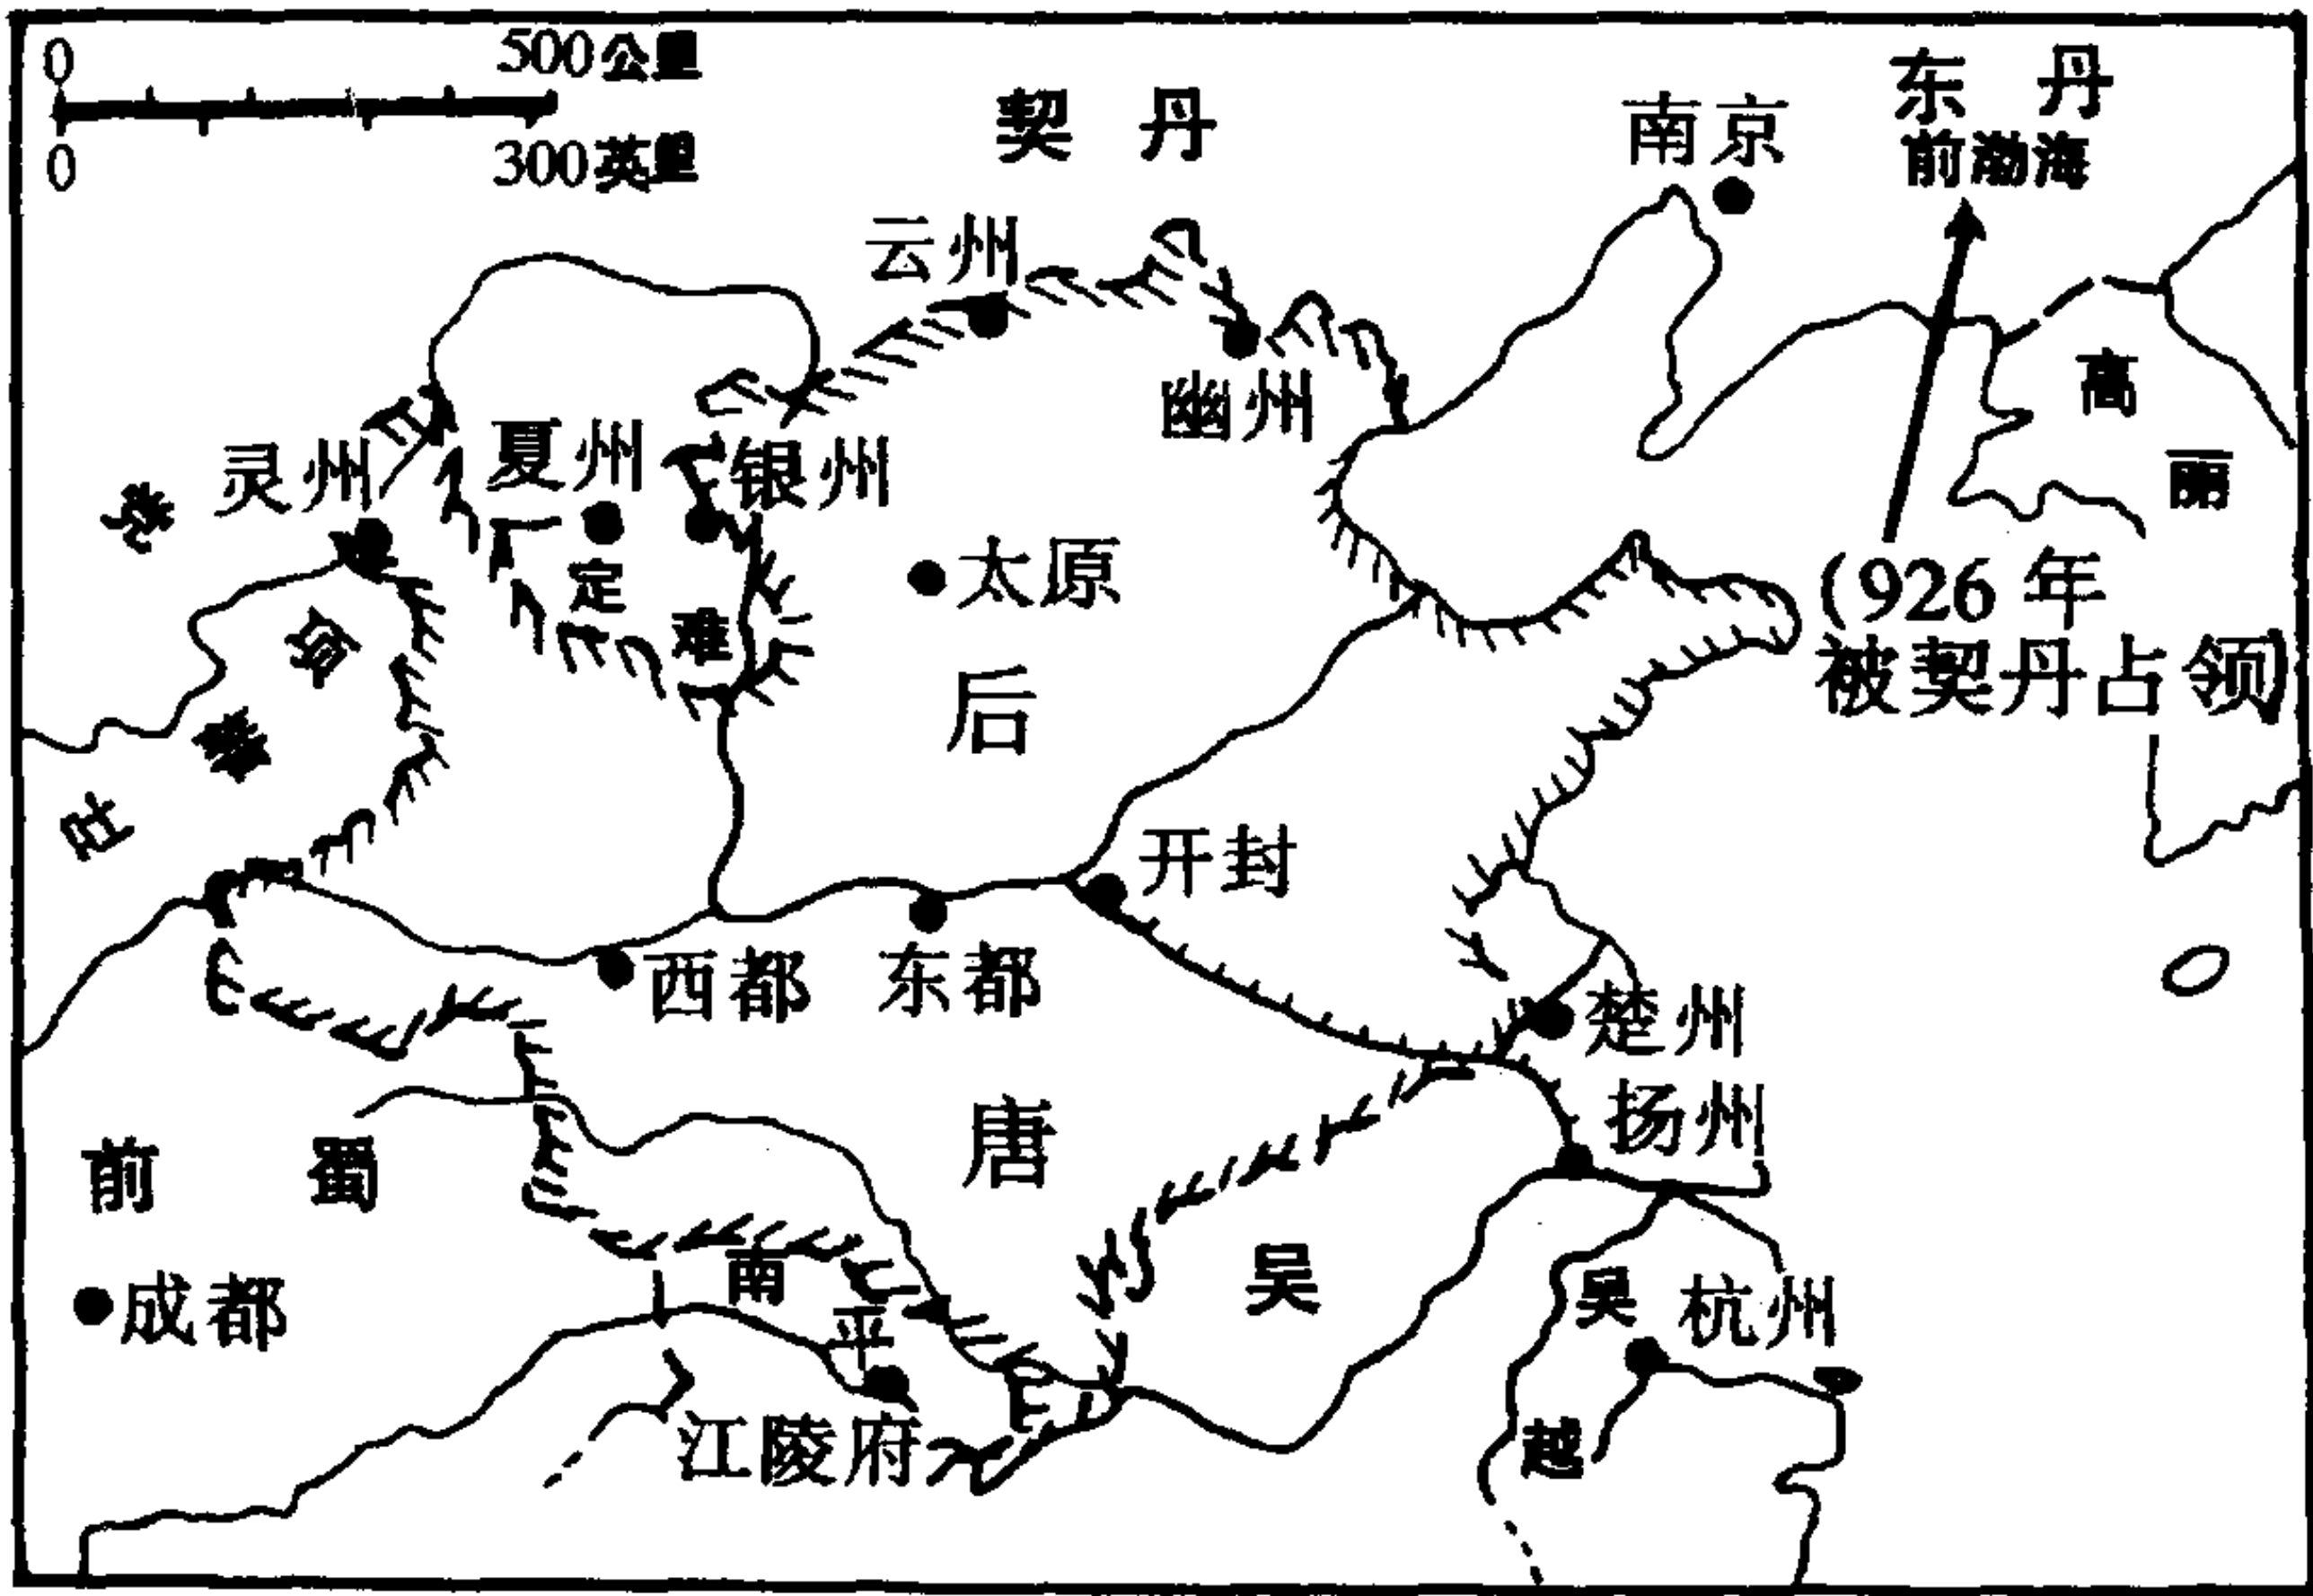 0
500公里
0
300英里
契丹
南京
东丹
前渤海
云州
幽州
高丽
灵州
夏州
银州
定难
太原
(926年
被契丹占领)
后唐
吐蕃
开封
西都
东都
楚州
扬州
前蜀
成都
南平
江陵府
吴
吴越
杭州